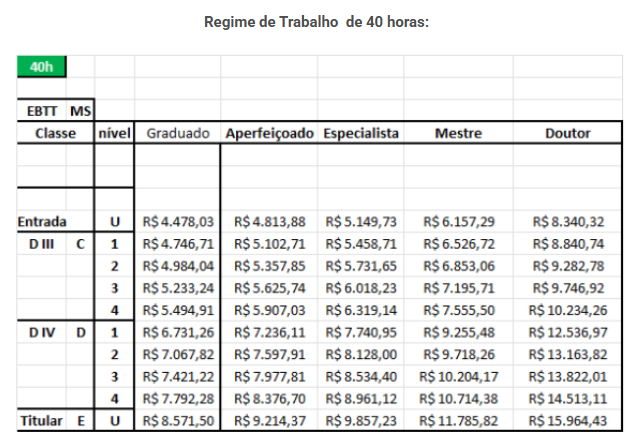 Regime de Trabalho de 40 horas:
40h
EBTT MS
Classe nível Graduado Aperfeiçoado Especialista Mestre Doutor
Entrada U R$ 4.478,03 R$ 4.813,88 R$ 5.149,73 R$ 6.157,29 R$ 8.340,32
D III C 1 R$ 4.746,71 R$ 5.102,71 R$ 5.458,71 R$ 6.526,72 R$ 8.840,74
2 R$ 4.984,04 R$ 5.357,85 R$ 5.731,65 R$ 6.853,06 R$ 9.282,78
3 R$ 5.233,24 R$ 5.625,74 R$ 6.018,23 R$ 7.195,71 R$ 9.746,92
4 R$ 5.494,91 R$ 5.907,03 R$ 6.319,14 R$ 7.555,50 R$ 10.234,26
D IV D 1 R$ 6.731,26 R$ 7.236,11 R$ 7.740,95 R$ 9.255,48 R$ 12.536,97
2 R$ 7.067,82 R$ 7.597,91 R$ 8.128,00 R$ 9.718,26 R$ 13.163,82
3 R$ 7.421,22 R$ 7.977,81 R$ 8.534,40 R$ 10.204,17 R$ 13.822,01
4 R$ 7.792,28 R$ 8.376,70 R$ 8.961,12 R$ 10.714,38 R$ 14.513,11
Titular E U R$ 8.571,50 R$ 9.214,37 R$ 9.857,23 R$ 11.785,82 R$ 15.964,43